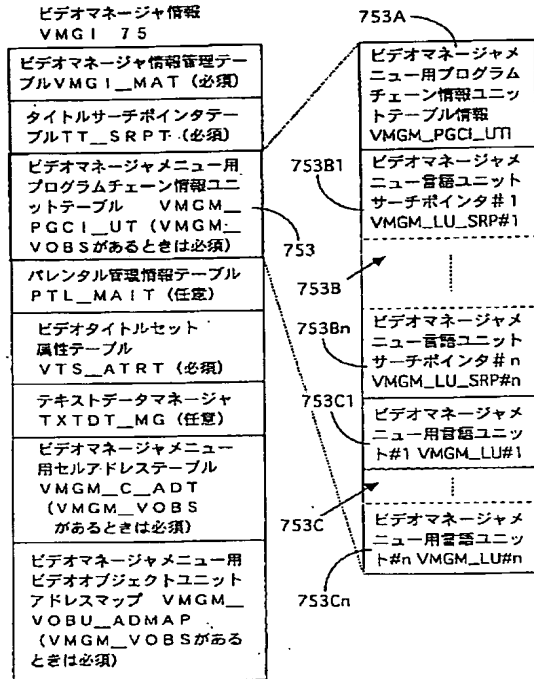 ビデオマネージャ情報
VMGI 75
ビデオマネージャ情報管理テー
ブルVMGI__MAT (必須)
タイトルサーチポインタテー
ブルTT__SRPT (必須)
ビデオマネージャメニュー用
プログラムチェーン情報ユニ
ットテーブル VMGM__
PGCI__UT (VMGM__
VOBSがあるときは必須)
パレンタル管理情報テーブル
PTL__MAIT (任意)
ビデオタイトルセット
属性テーブル
VTS__ATRT (必須)
テキストデータマネージャ
TXTDT__MG (任意)
ビデオマネージャメニュー
用セルアドレステーブル
VMGM__C__ADT
(VMGM__VOBS
があるときは必須)
ビデオマネージャメニュー用
ビデオオブジェクトユニット
アドレスマップ VMGM__
VOBU__ADMAP
(VMGM__VOBSがある
ときは必須)
753
753A
ビデオマネージャメ
ニュー用プログラム
チェーン情報ユニッ
トテーブル情報
VMGM_PGCI_UTI
753B1
ビデオマネージャメ
ニュー言語ユニット
サーチポインタ#1
VMGM_LU_SRP#1
753B
753Bn
ビデオマネージャメ
ニュー言語ユニット
サーチポインタ#n
VMGM_LU_SRP#n
753C1
ビデオマネージャメ
ニュー用言語ユニッ
ト#1 VMGM_LU#1
753C
753Cn
ビデオマネージャメ
ニュー用言語ユニッ
ト#n VMGM_LU#n